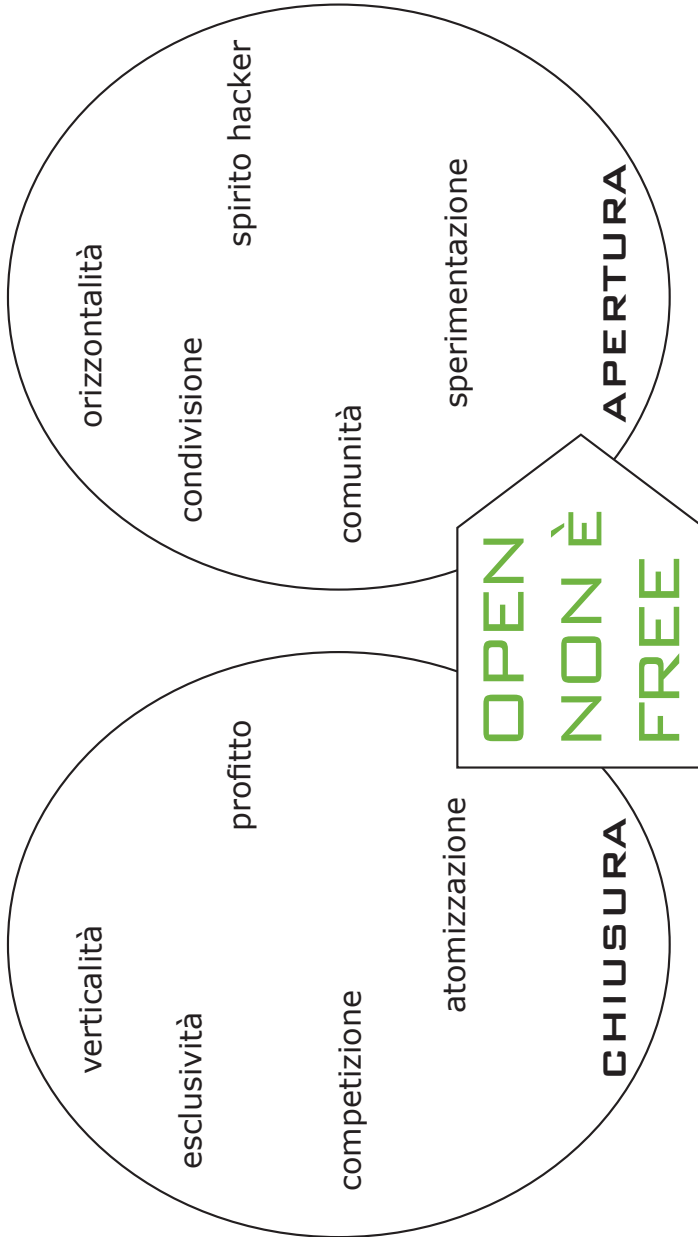 verticalità
esclusività
profitto
competizione
atomizzazione
CHIUSURA
orizzontalità
condivisione
spirito hacker
comunità
sperimentazione
APERTURA
OPEN
NON È
FREE